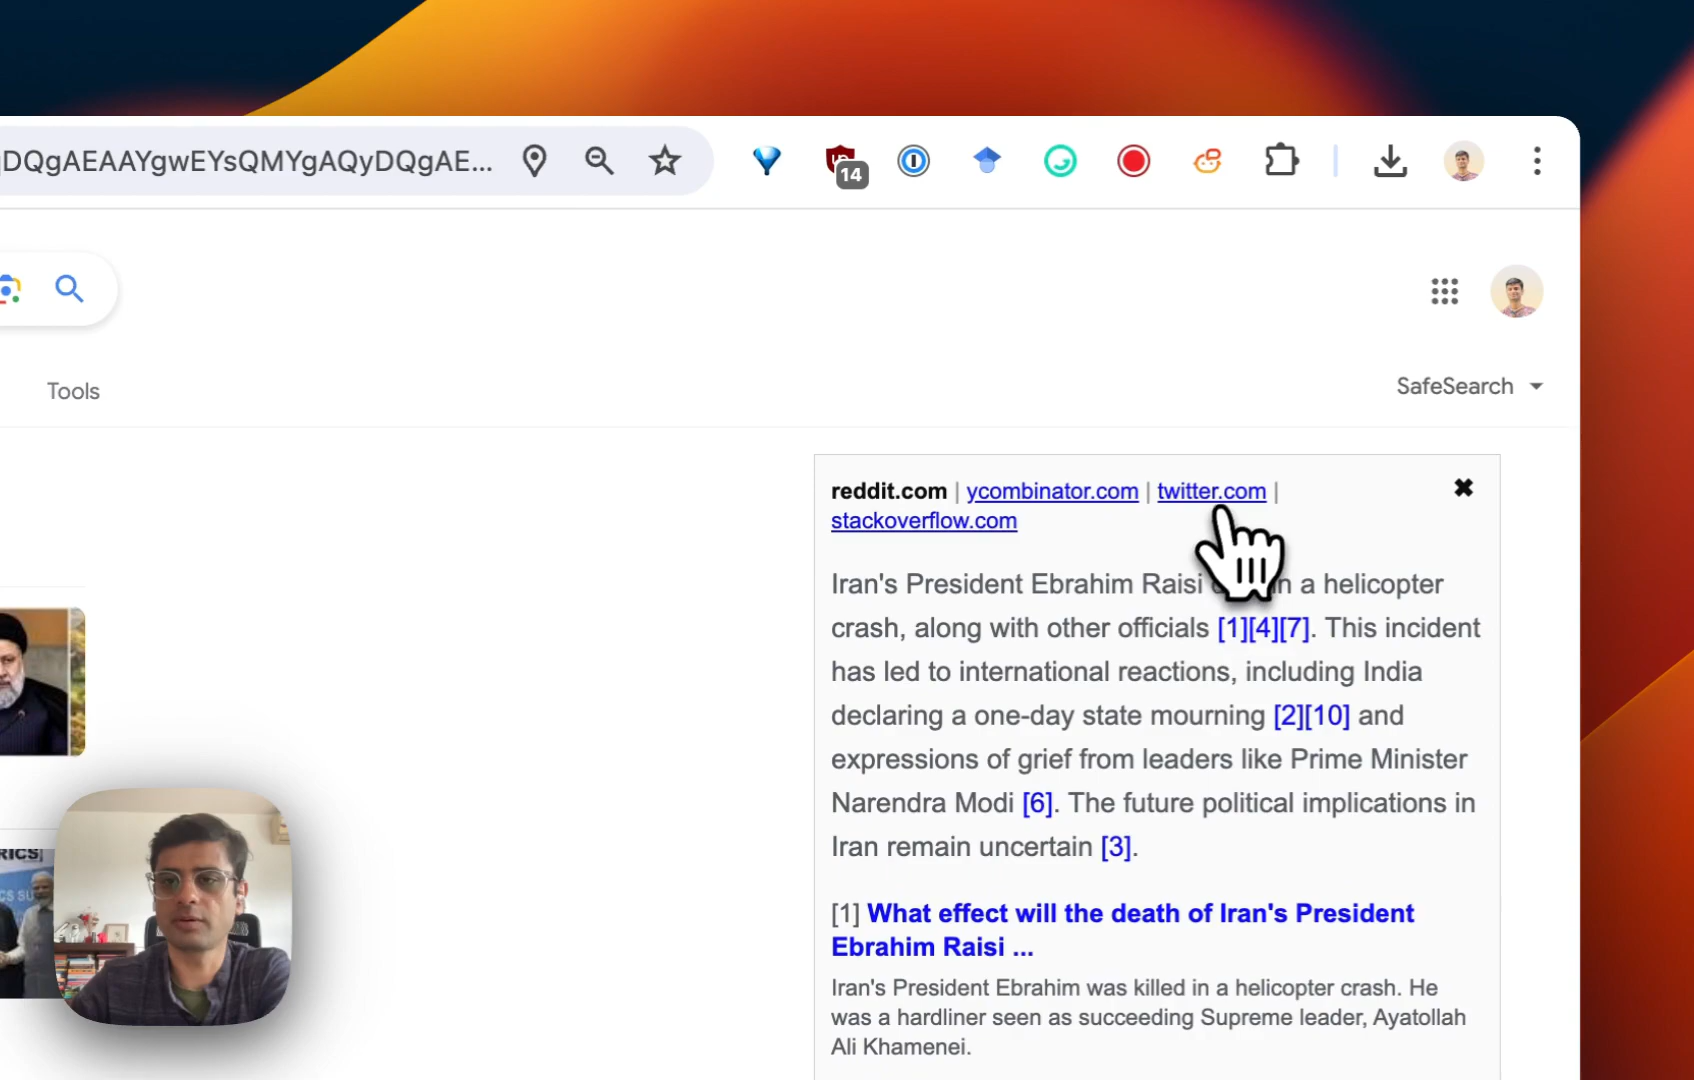 gDQgAEAAYgwEYsQMYgAQyDQgAE...
14
Tools
SafeSearch
reddit.com | ycombinator.com | twitter.com |
stackoverflow.com
Iran's President Ebrahim Raisi in a helicopter
crash, along with other officials [1][4][7]. This incident
has led to international reactions, including India
declaring a one-day state mourning [2][10] and
expressions of grief from leaders like Prime Minister
Narendra Modi [6]. The future political implications in
Iran remain uncertain [3].
[1] What effect will the death of Iran's President
Ebrahim Raisi ...
Iran's President Ebrahim was killed in a helicopter crash. He
was a hardliner seen as succeeding Supreme leader, Ayatollah
Ali Khamenei.